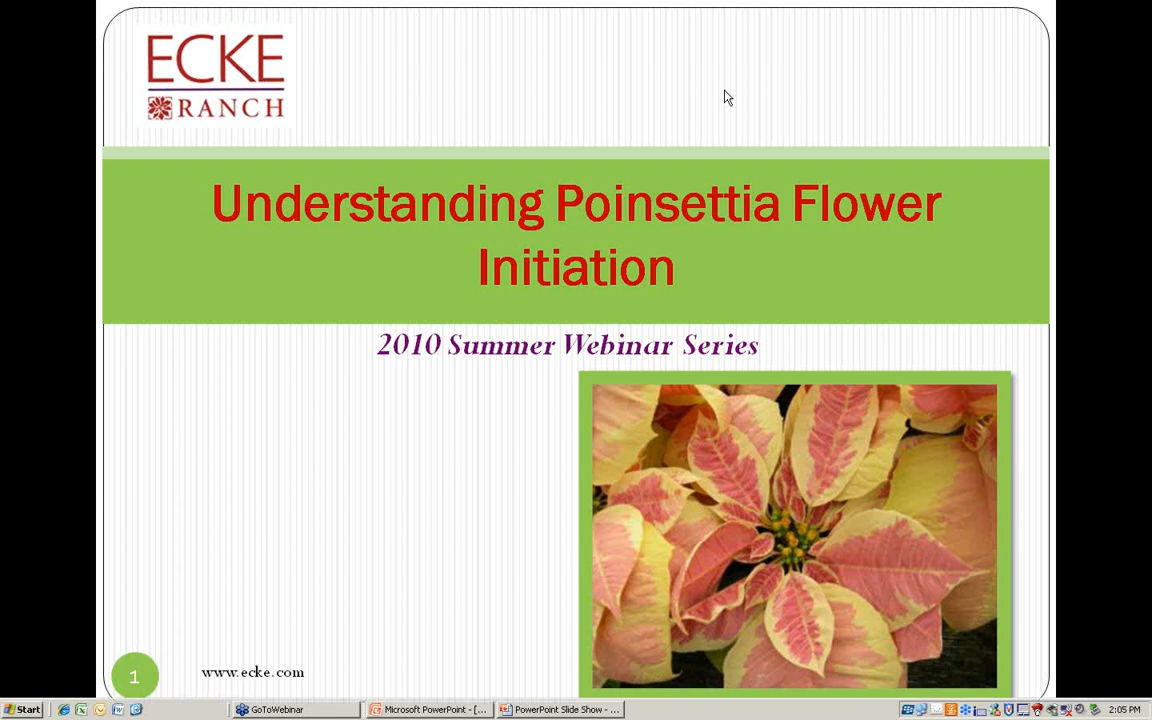 ECKE
RANCH
Understanding Poinsettia Flower
Initiation
2010 Summer Webinar Series
1
www.ecke.com
Start
GoToWebinar
Microsoft PowerPoint - [...
PowerPoint Slide Show - ...
2:05 PM